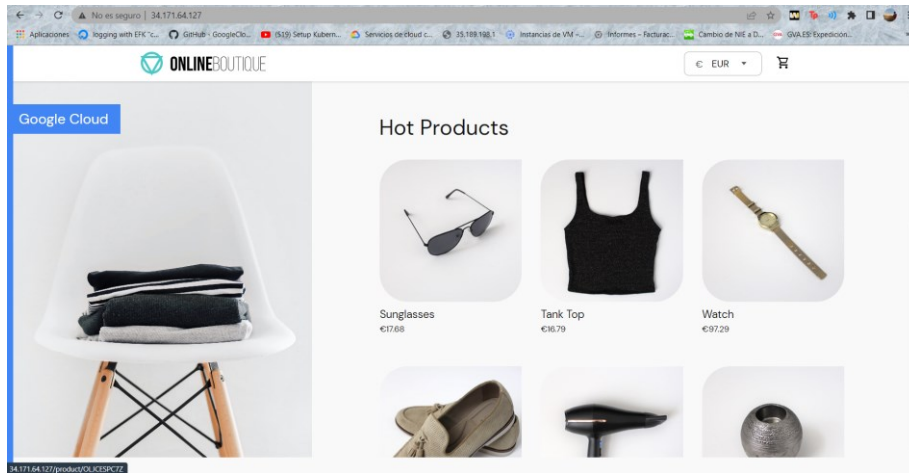 No es seguro | 34.171.64.127
Aplicaciones
logging with EFK "c...
GitHub - GoogleClo...
(519) Setup Kubern...
Servicios de cloud c...
35.189.198.1
Instancias de VM –...
Informes – Facturac...
Cambio de NIE a D...
GVA.ES: Expedición...
ONLINEBOUTIQUE
€ EUR
Google Cloud
Hot Products
Sunglasses
€17.68
Tank Top
€16.79
Watch
€97.29
34.171.64.127/product/OLJCESPC7Z